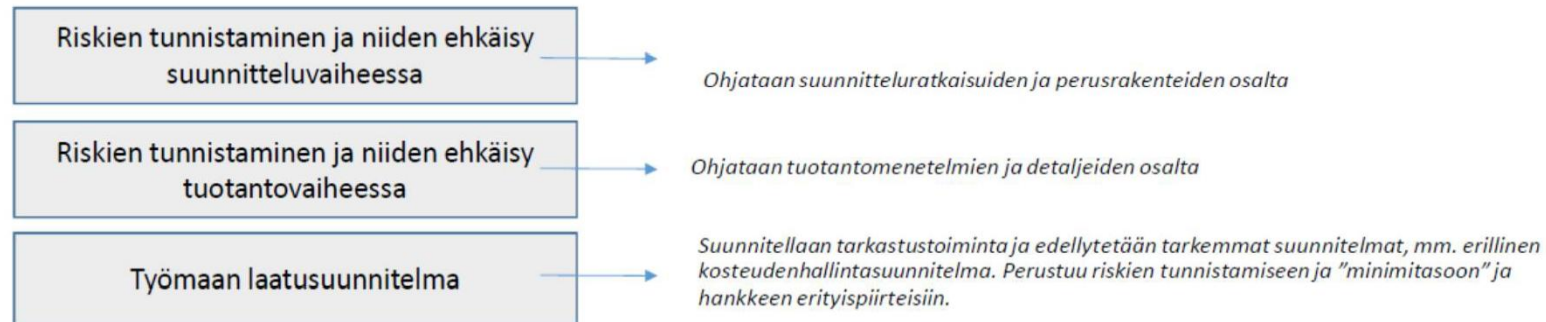 Riskien tunnistaminen ja niiden ehkäisy
suunnitteluvaiheessa
Ohjataan suunnitteluratkaisuiden ja perusrakenteiden osalta
Riskien tunnistaminen ja niiden ehkäisy
tuotantovaiheessa
Ohjataan tuotantomenetelmien ja detaljeiden osalta
Työmaan laatusuunnitelma
Suunnitellaan tarkastustoiminta ja edellytetään tarkemmat suunnitelmat, mm. erillinen
kosteudenhallintasuunnitelma. Perustuu riskien tunnistamiseen ja ”minimitasoon” ja
hankkeen erityispiirteisiin.